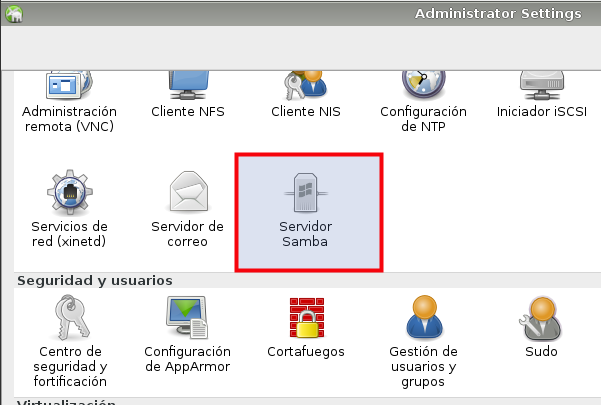 Administrator Settings
Administración
remota (VNC)
Cliente NFS
Cliente NIS
Configuración
de NTP
Iniciador iSCSI
Servicios de
red (xinetd)
Servidor de
correo
Servidor
Samba
Seguridad y usuarios
Centro de
seguridad y
fortificación
Configuración
de AppArmor
Cortafuegos
Gestión de
usuarios y
grupos
Sudo
Virtualización